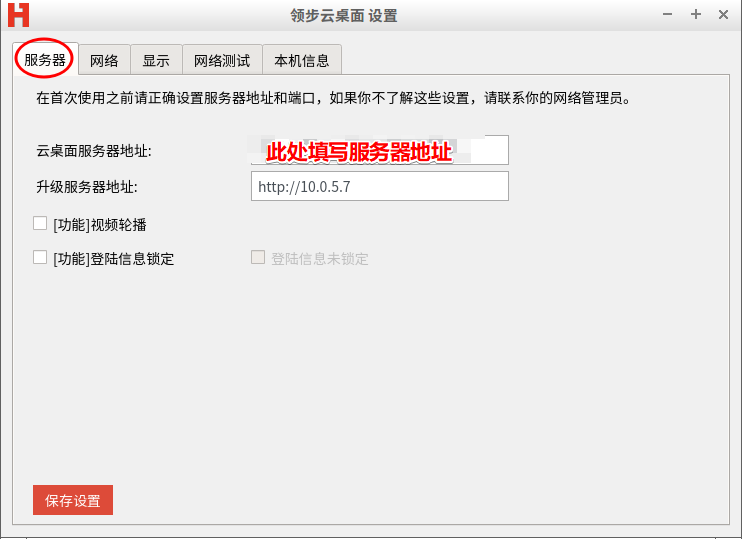 领步云桌面 设置
服务器 网络 显示 网络测试 本机信息
在首次使用之前请正确设置服务器地址和端口，如果你不了解这些设置，请联系你的网络管理员。
云桌面服务器地址: 此处填写服务器地址
升级服务器地址: http://10.0.5.7
[功能]视频轮播
[功能]登陆信息锁定 登陆信息未锁定
保存设置